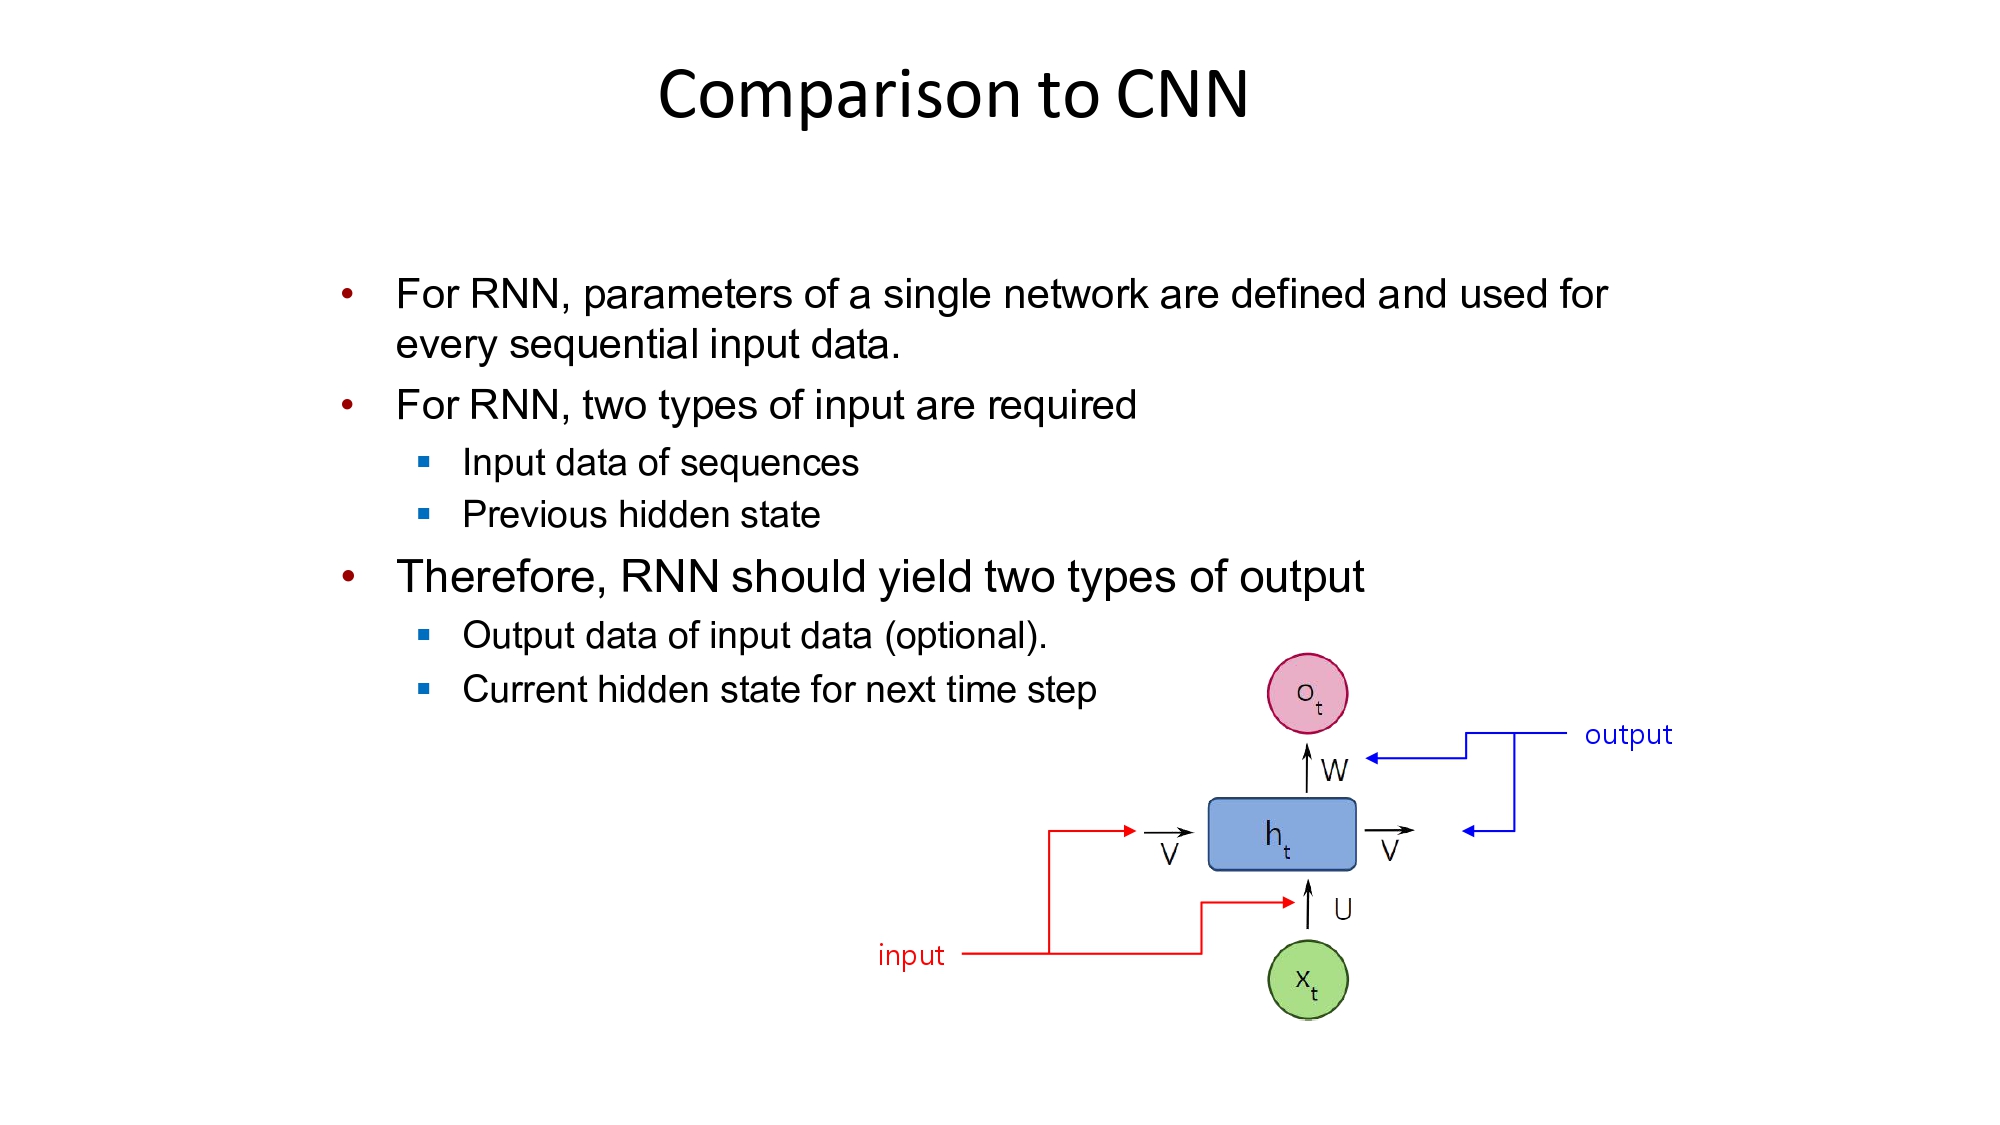 Comparison to CNN
• For RNN, parameters of a single network are defined and used for
every sequential input data.
• For RNN, two types of input are required
▪ Input data of sequences
▪ Previous hidden state
• Therefore, RNN should yield two types of output
▪ Output data of input data (optional).
▪ Current hidden state for next time step
o_t
output
W
h_t
V
V
U
input
x_t